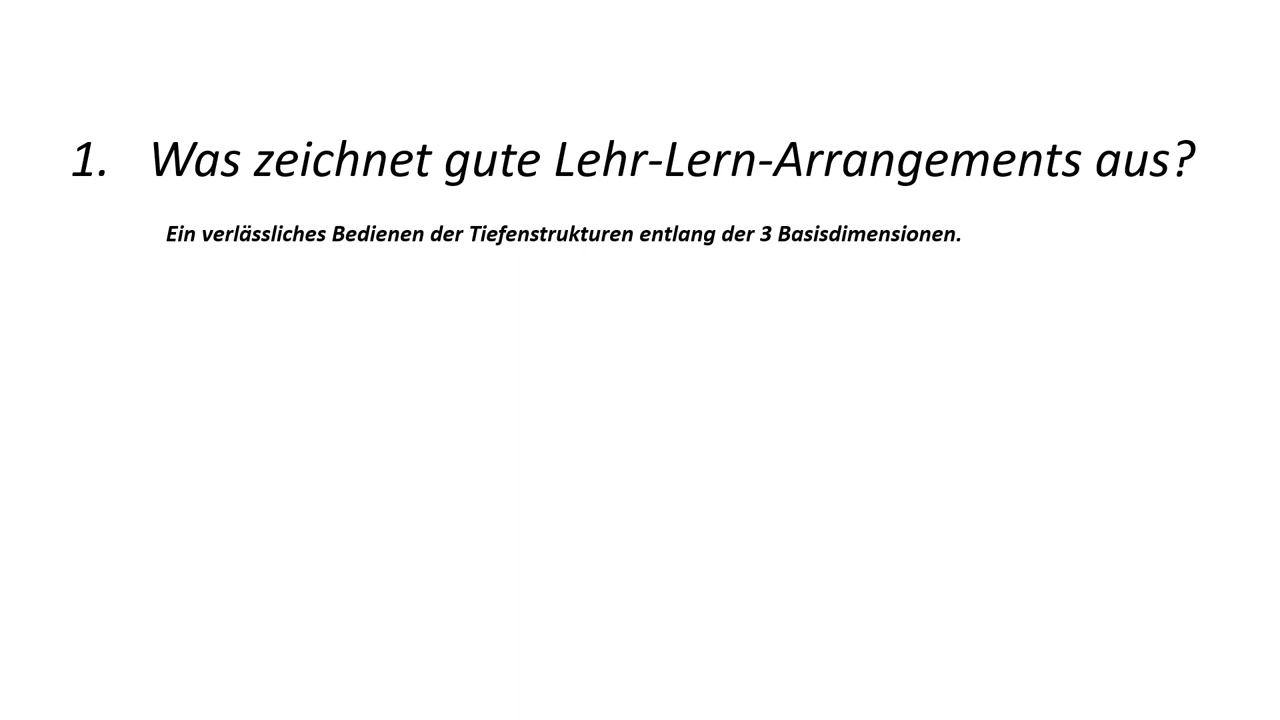 1. Was zeichnet gute Lehr-Lern-Arrangements aus?
Ein verlässliches Bedienen der Tiefenstrukturen entlang der 3 Basisdimensionen.